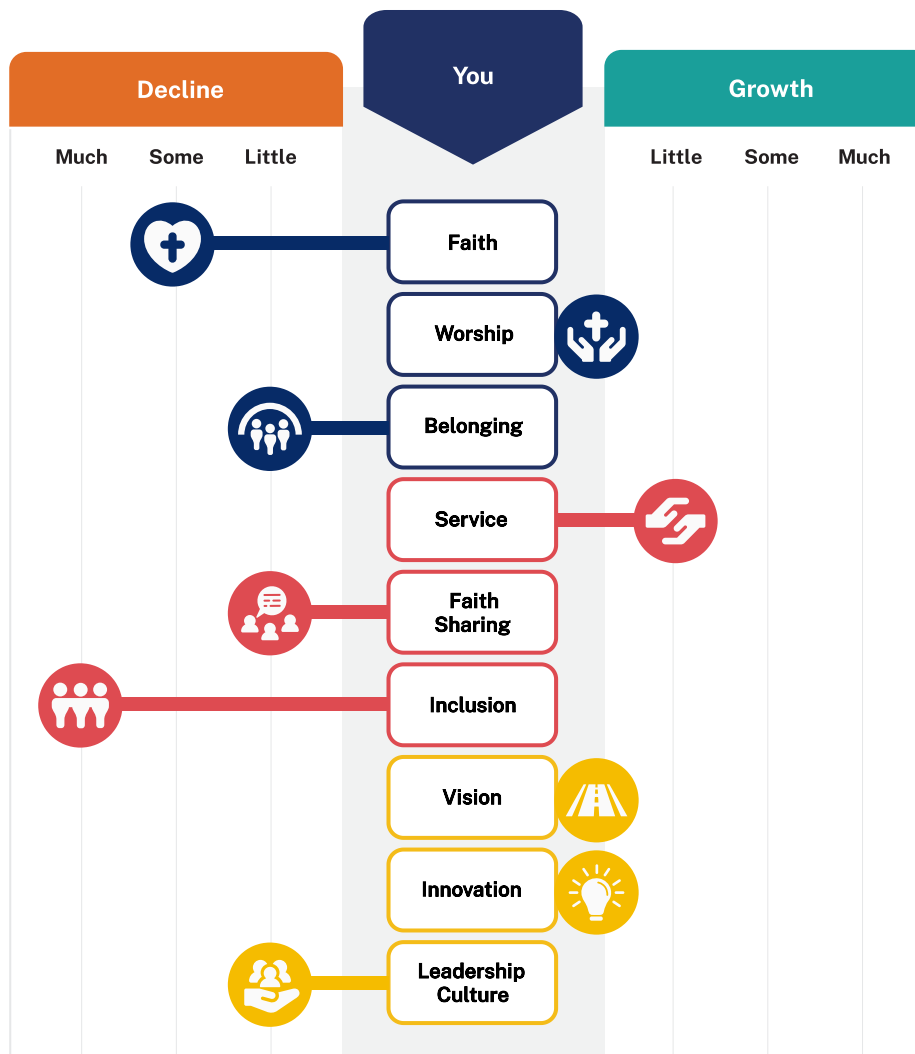 Decline
You
Growth
Much
Some
Little
Little
Some
Much
Faith
Worship
Belonging
Service
Faith
Sharing
Inclusion
Vision
Innovation
Leadership
Culture